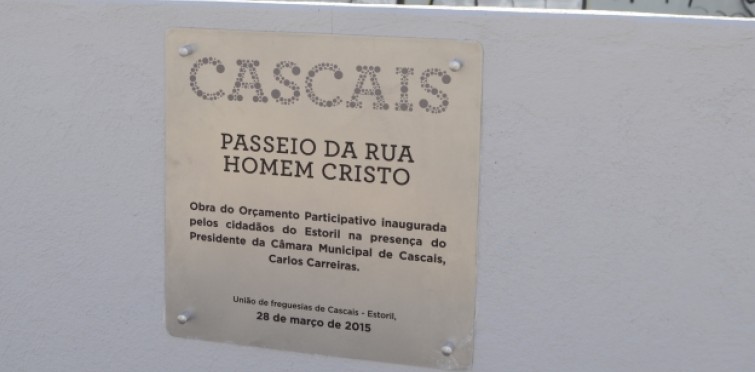 CASCAIS
PASSEIO DA RUA
HOMEM CRISTO
Obra do Orçamento Participativo inaugurada
pelos cidadãos do Estoril na presença do
Presidente da Câmara Municipal de Cascais,
Carlos Carreiras.
União de freguesias de Cascais - Estoril,
28 de março de 2015